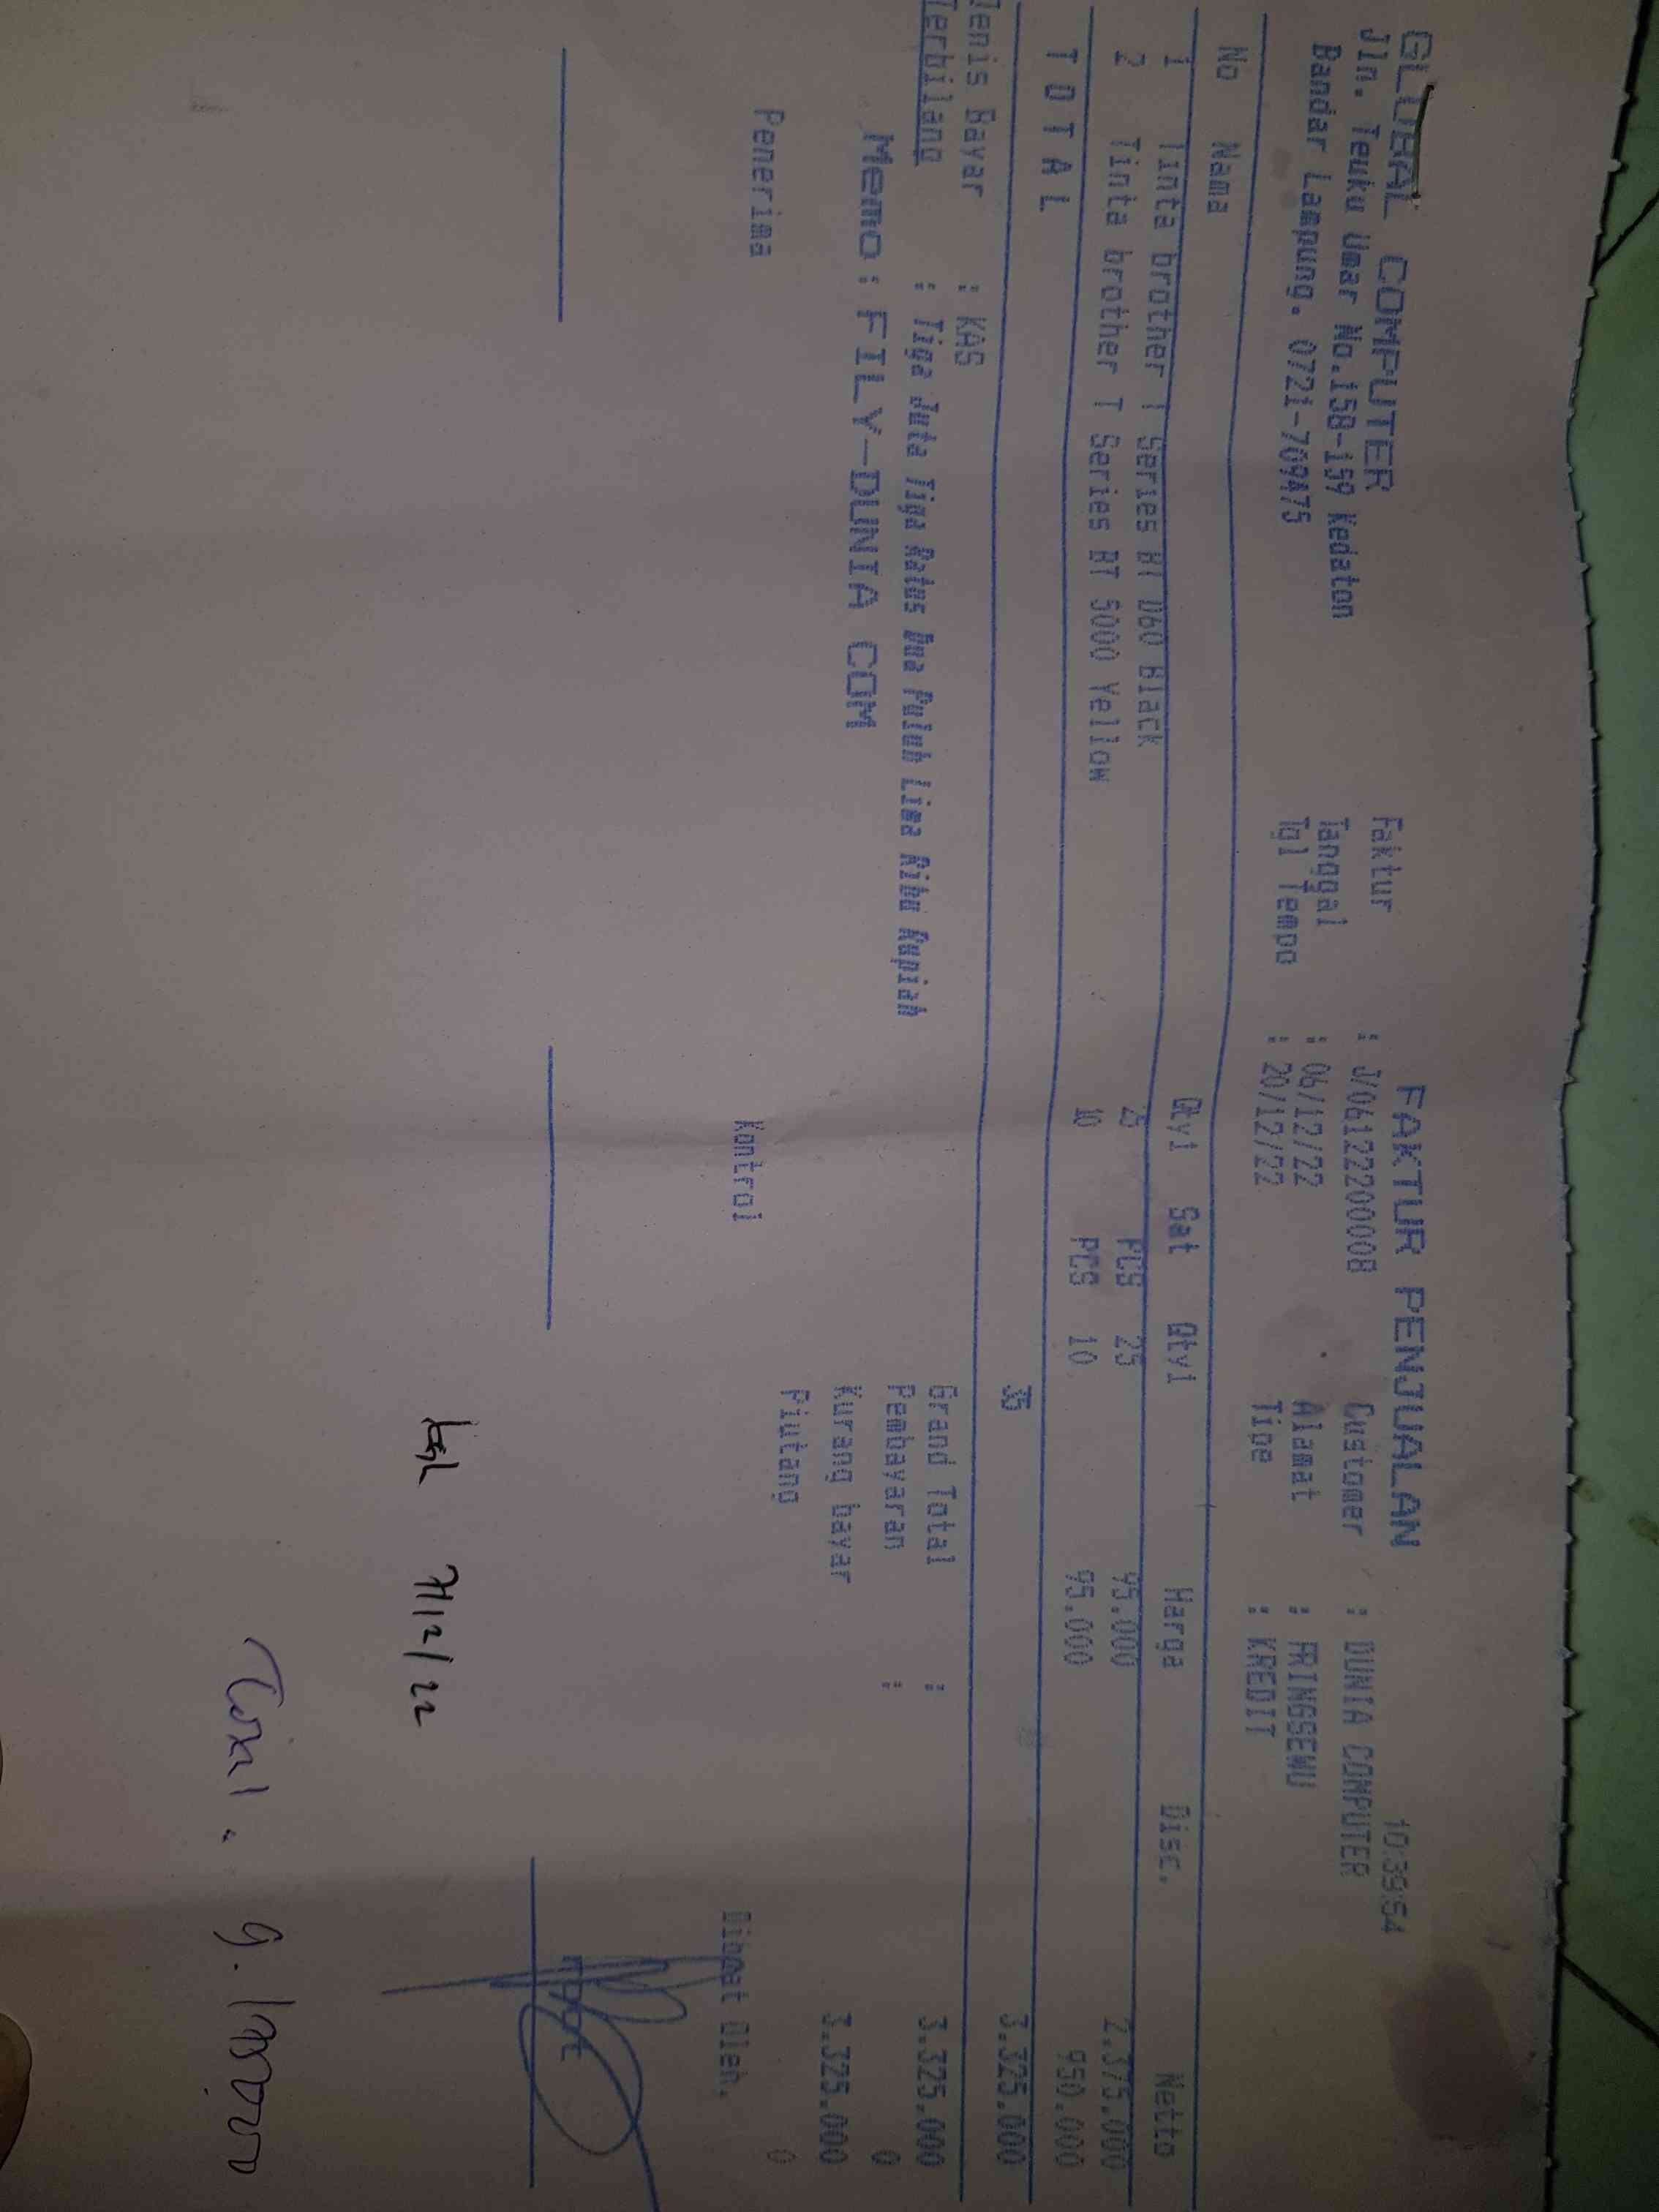 GLOBAL COMPUTER FAKTUR PENJUALAN 10:39:54
Jln. Teuku Umar No.158-159 Kedaton Faktur : J/0612220008 Customer : DUNIA COMPUTER
Bandar Lampung. 0721-709475 Tanggal : 06/12/22 Alamat : PRINGSEWU
Tgl Tempo : 20/12/22 Tipe : KREDIT
No Nama Qty1 Sat Qty1 Harga Disc. Netto
1 Tinta brother T Series BT D60 Black 25 PCS 25 95.000 2.375.000
2 Tinta brother T Series BT 5000 Yellow 10 PCS 10 95.000 950.000
T O T A L 35 3.325.000
Jenis Bayar : KAS Grand Total : 3.325.000
Terbilang : Tiga Juta Tiga Ratus Dua Puluh Lima Ribu Rupiah Pembayaran : 0
Memo : FILY-DUNIA COM Kurang bayar 3.325.000
Piutang 0
Penerima Kontrol Dibuat Oleh,
7/12/22